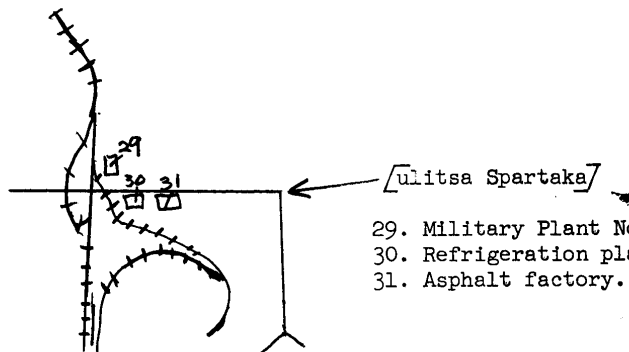 29
30 31
[ulitsa Spartaka]
29. Military Plant
30. Refrigeration
31. Asphalt factory.